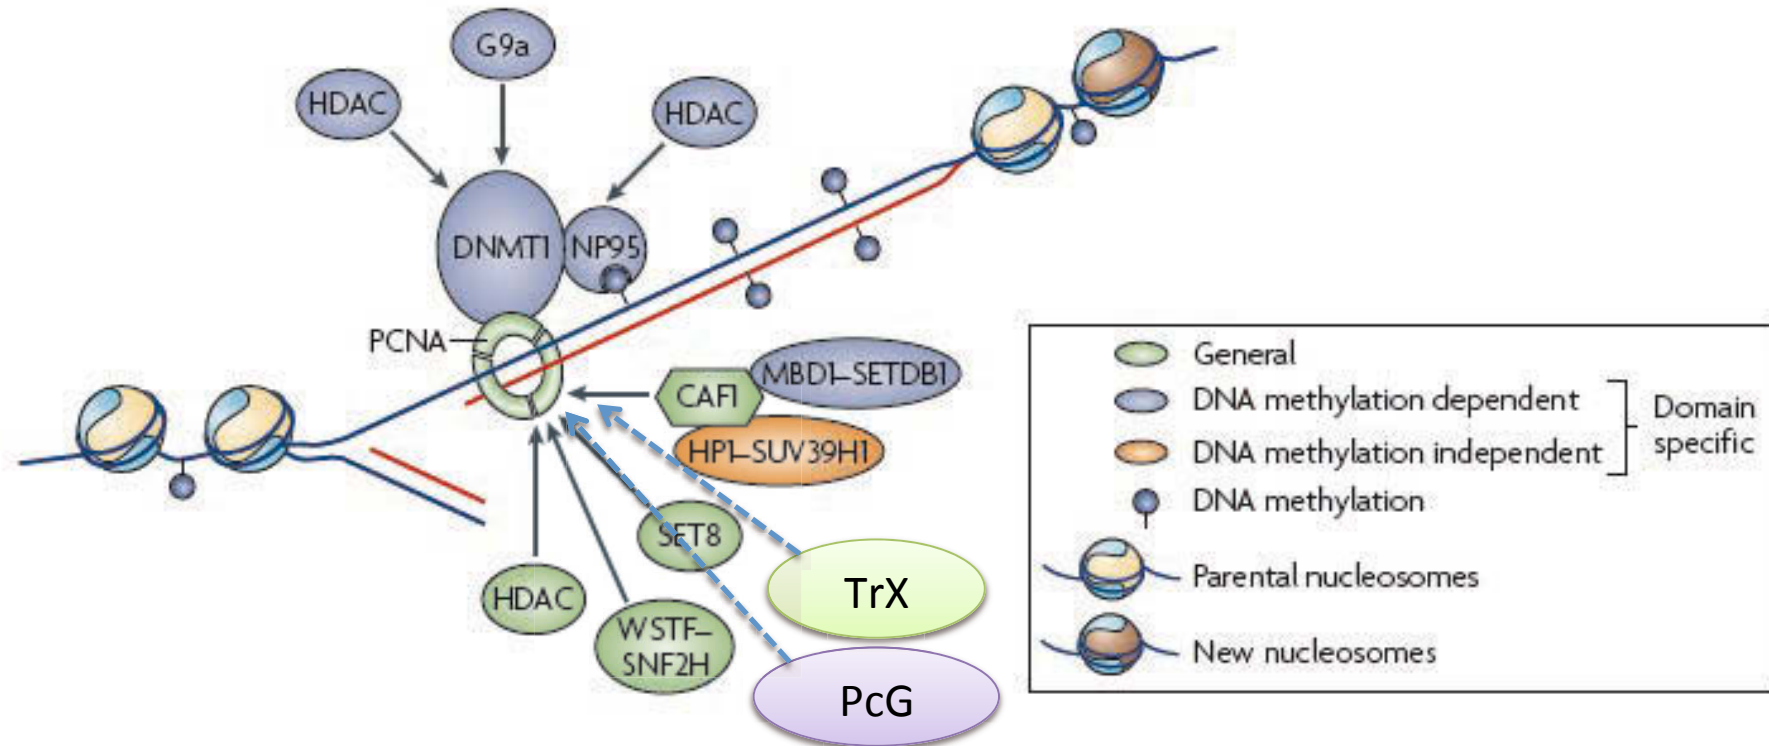 G9a
HDAC
HDAC
DNMT1
NP95
PCNA
CAF1
MBD1–SETDB1
HP1–SUV39H1
SET8
HDAC
WSTF–
SNF2H
TrX
PcG
General
DNA methylation dependent
DNA methylation independent
Domain
specific
DNA methylation
Parental nucleosomes
New nucleosomes